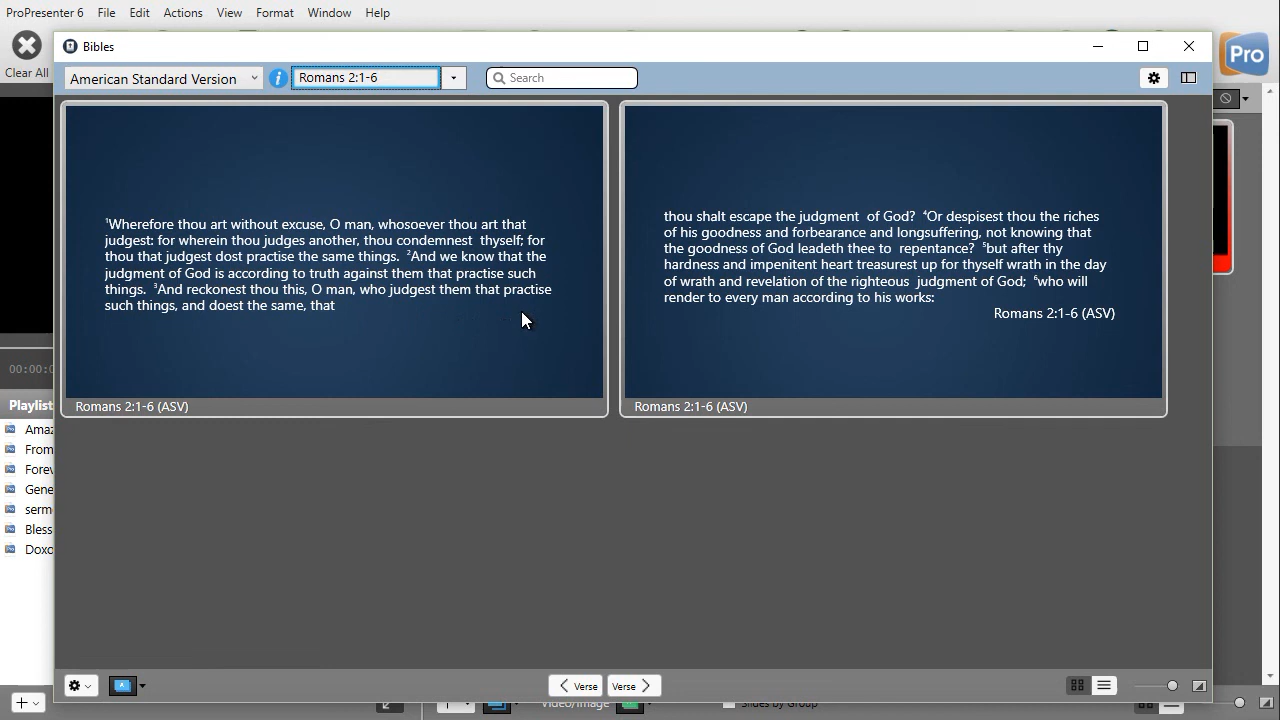 ProPresenter 6 File Edit Actions View Format Window Help
Bibles
Clear All
Pro
American Standard Version
i
Romans 2:1-6
Search
¹Wherefore thou art without excuse, O man, whosoever thou art that
judgest: for wherein thou judges another, thou condemnest thyself; for
thou that judgest dost practise the same things. ²And we know that the
judgment of God is according to truth against them that practise such
things. ³And reckonest thou this, O man, who judgest them that practise
such things, and doest the same, that
Romans 2:1-6 (ASV)
thou shalt escape the judgment of God? ⁴Or despisest thou the riches
of his goodness and forbearance and longsuffering, not knowing that
the goodness of God leadeth thee to repentance? ⁵but after thy
hardness and impenitent heart treasurest up for thyself wrath in the day
of wrath and revelation of the righteous judgment of God; ⁶who will
render to every man according to his works:
Romans 2:1-6 (ASV)
Romans 2:1-6 (ASV)
00:00:0
Playlist
Amaz
From
Forev
Gene
serm
Bless
Doxo
Verse
Verse
Video/Image
Slides by Group